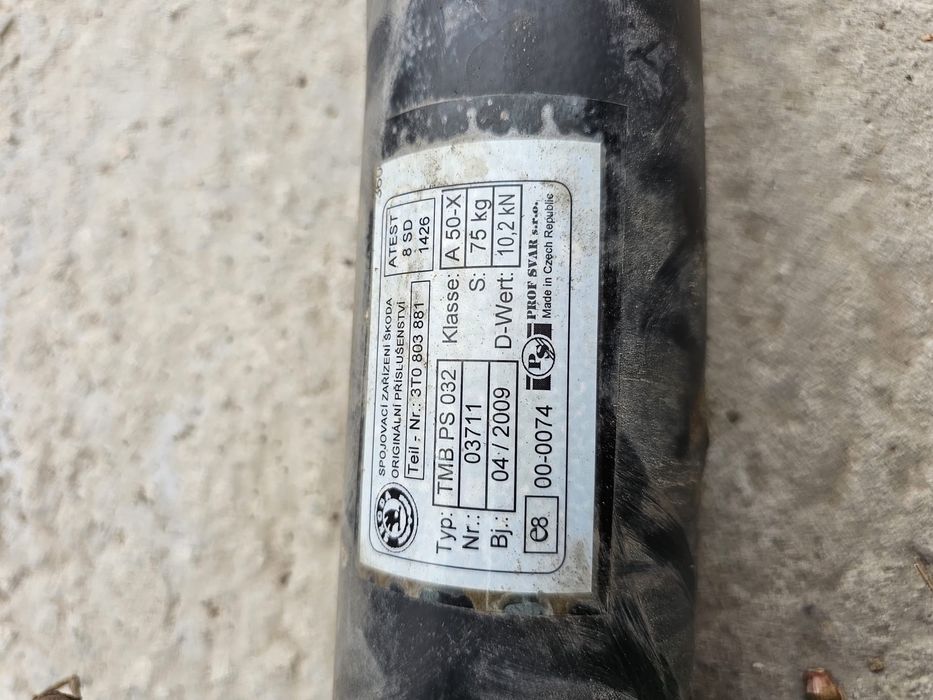 SPOJOVACÍ ZAŘÍZENÍ ŠKODA
ORIGINÁLNÍ PŘÍSLUŠENSTVÍ
Teil - Nr.: 3T0 803 881
ATEST
8 SD
1426
Typ: TMB PS 032
Klasse: A 50-X
Nr.: 03711
S: 75 kg
Bj.: 04 / 2009
D-Wert: 10,2 kN
e8
00-0074
PS
PROF SVAR s.r.o.
Made in Czech Republic